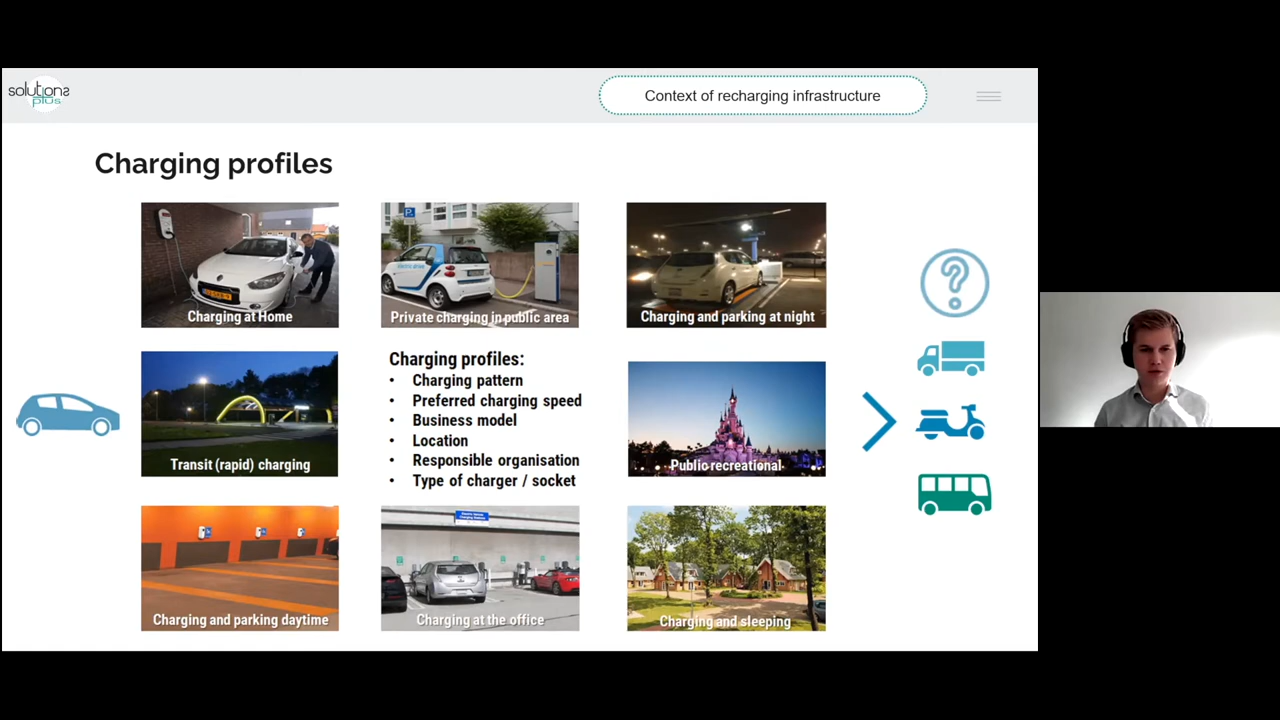 solutions
plus
Context of recharging infrastructure
Charging profiles
Charging at Home
P
electric drive
Private charging in public area
Charging and parking at night
Transit (rapid) charging
Charging profiles:
• Charging pattern
• Preferred charging speed
• Business model
• Location
• Responsible organisation
• Type of charger / socket
Public recreational
Charging and parking daytime
Charging at the office
Charging and sleeping
?